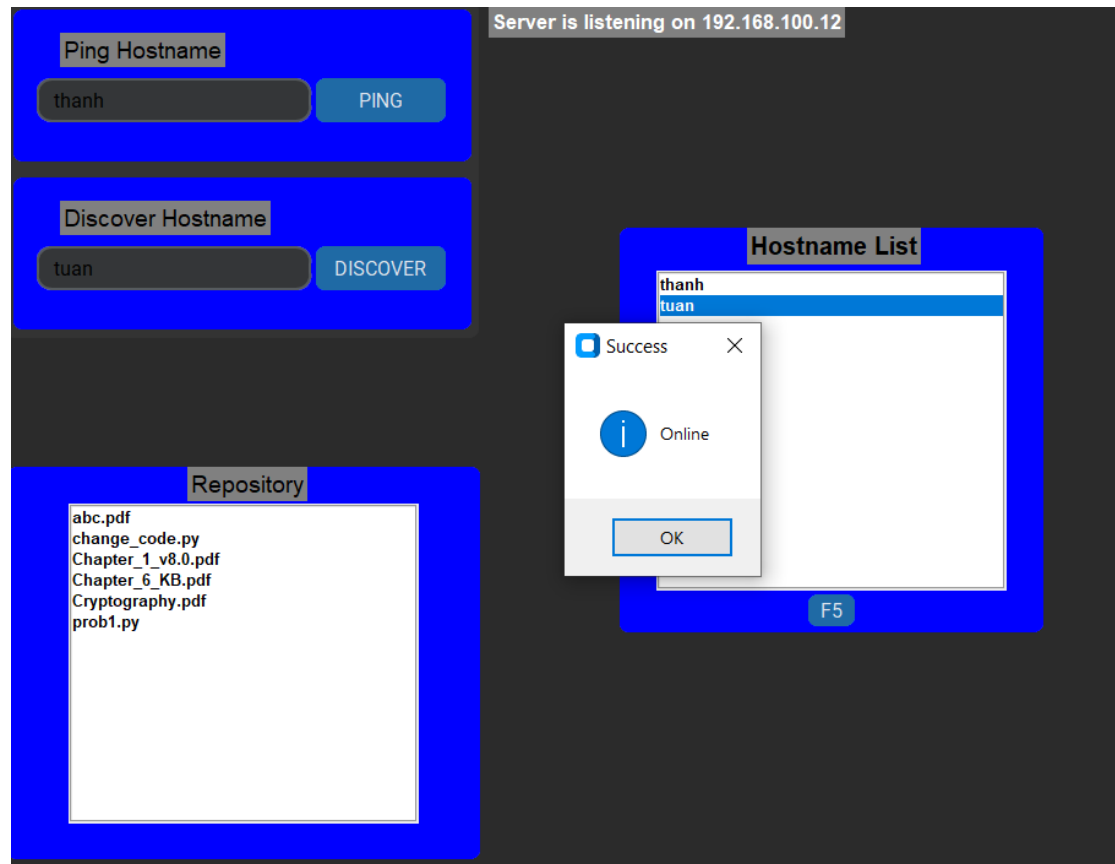 Server is listening on 192.168.100.12
Ping Hostname
thanh
PING
Discover Hostname
tuan
DISCOVER
Hostname List
thanh
tuan
Success
Online
OK
F5
Repository
abc.pdf
change_code.py
Chapter_1_v8.0.pdf
Chapter_6_KB.pdf
Cryptography.pdf
prob1.py